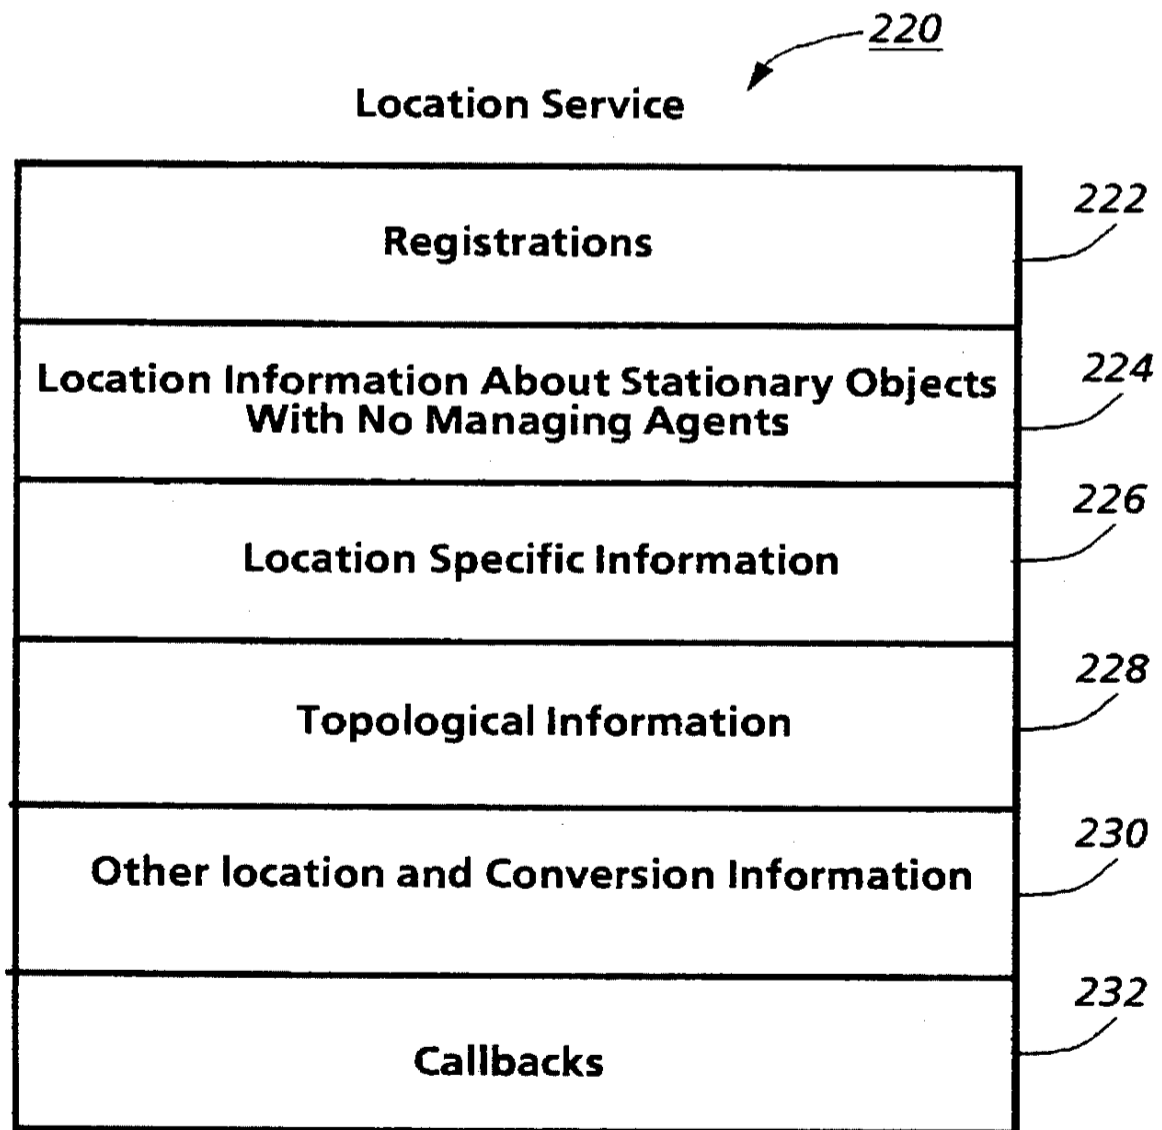 220
Location Service
Registrations
222
Location Information About Stationary Objects
With No Managing Agents
224
Location Specific Information
226
Topological Information
228
Other location and Conversion Information
230
Callbacks
232